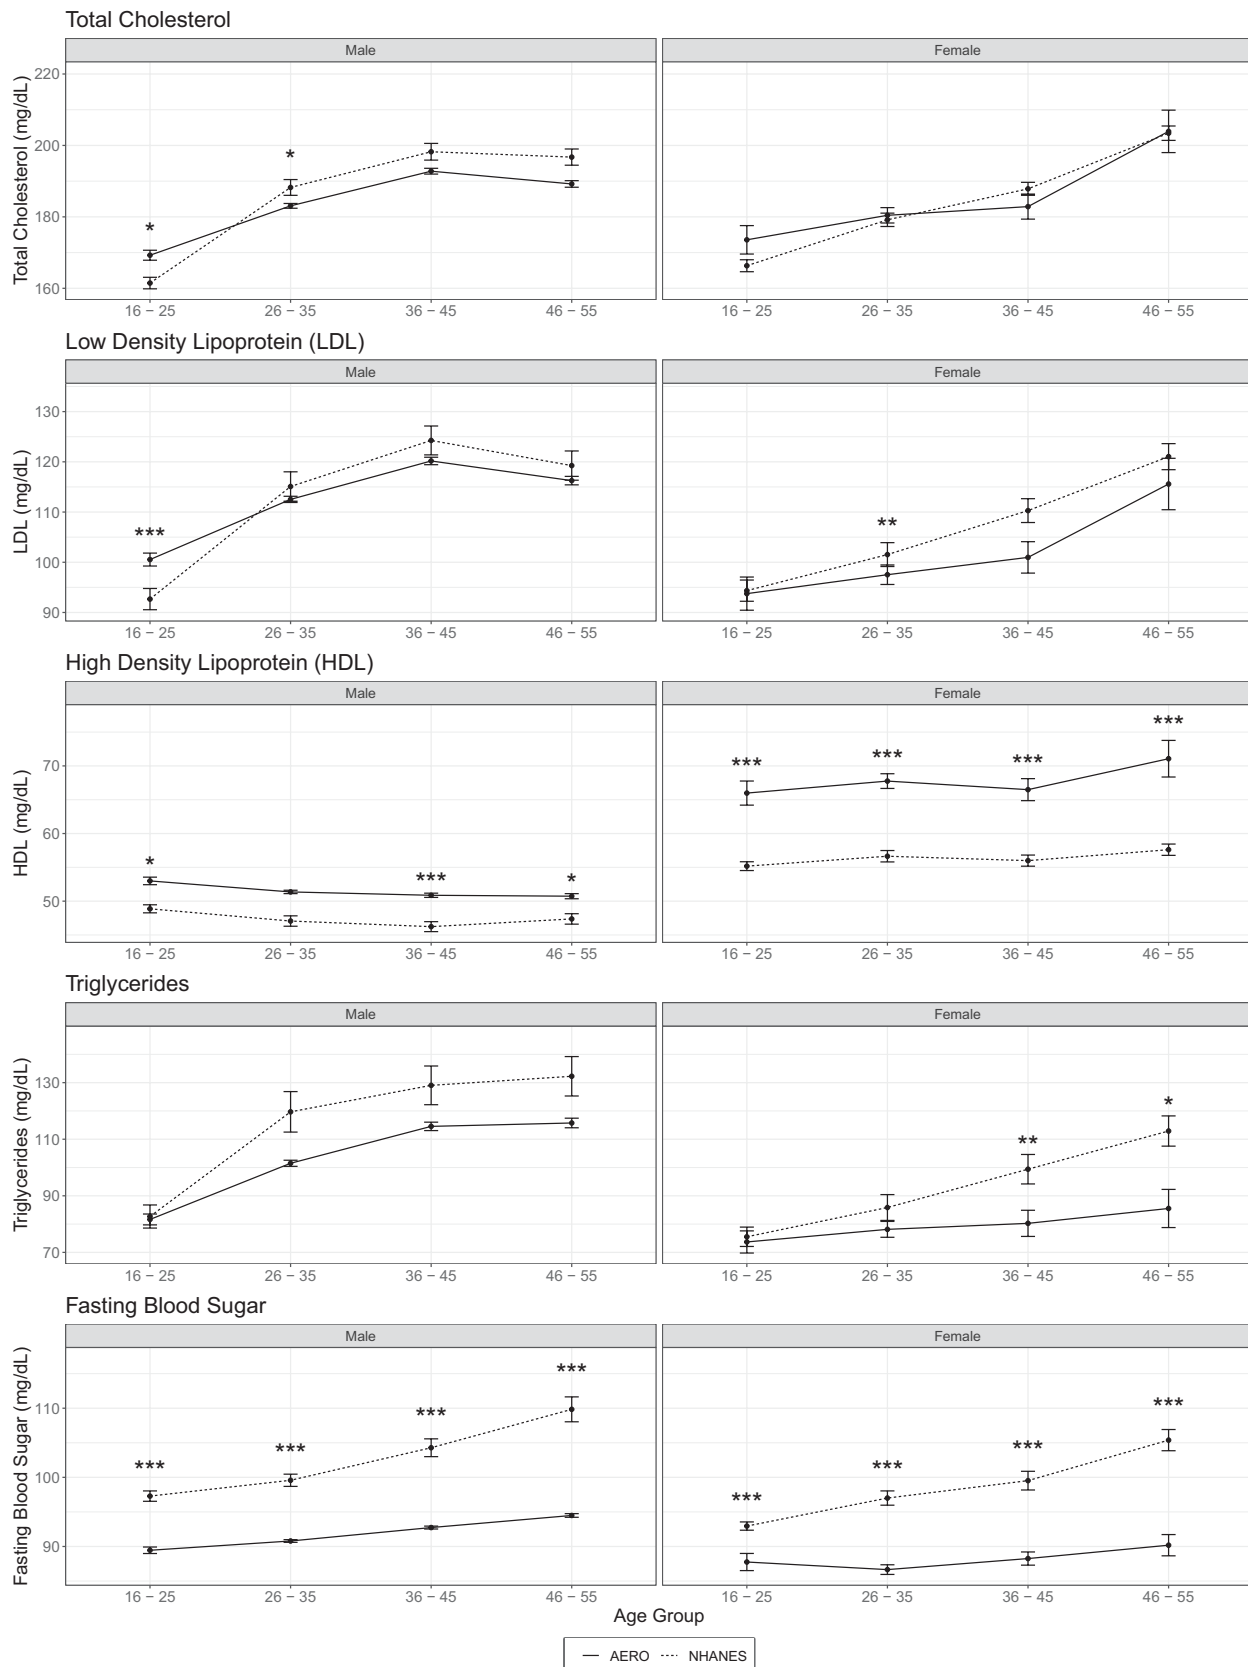 Total Cholesterol
Male
Female
Total Cholesterol (mg/dL)
220
200
180
160
*
*
16 – 25
26 – 35
36 – 45
46 – 55
16 – 25
26 – 35
36 – 45
46 – 55
Low Density Lipoprotein (LDL)
Male
Female
LDL (mg/dL)
130
120
110
100
90
***
**
16 – 25
26 – 35
36 – 45
46 – 55
16 – 25
26 – 35
36 – 45
46 – 55
High Density Lipoprotein (HDL)
Male
Female
HDL (mg/dL)
70
60
50
*
***
*
***
***
***
***
16 – 25
26 – 35
36 – 45
46 – 55
16 – 25
26 – 35
36 – 45
46 – 55
Triglycerides
Male
Female
Triglycerides (mg/dL)
130
110
90
70
**
*
16 – 25
26 – 35
36 – 45
46 – 55
16 – 25
26 – 35
36 – 45
46 – 55
Fasting Blood Sugar
Male
Female
Fasting Blood Sugar (mg/dL)
110
100
90
***
***
***
***
***
***
***
***
16 – 25
26 – 35
36 – 45
46 – 55
16 – 25
26 – 35
36 – 45
46 – 55
Age Group
AERO
NHANES